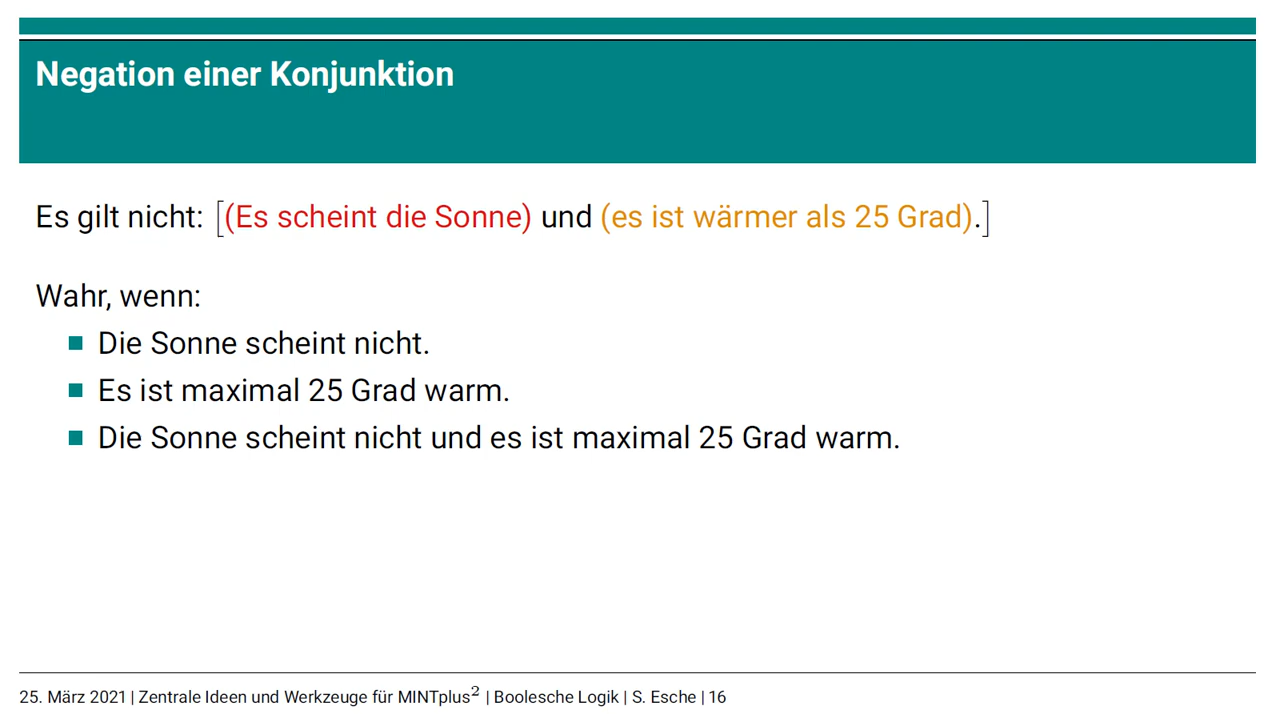 Negation einer Konjunktion
Es gilt nicht: [(Es scheint die Sonne) und (es ist wärmer als 25 Grad).]
Wahr, wenn:
Die Sonne scheint nicht.
Es ist maximal 25 Grad warm.
Die Sonne scheint nicht und es ist maximal 25 Grad warm.
25. März 2021 | Zentrale Ideen und Werkzeuge für MINTplus² | Boolesche Logik | S. Esche | 16